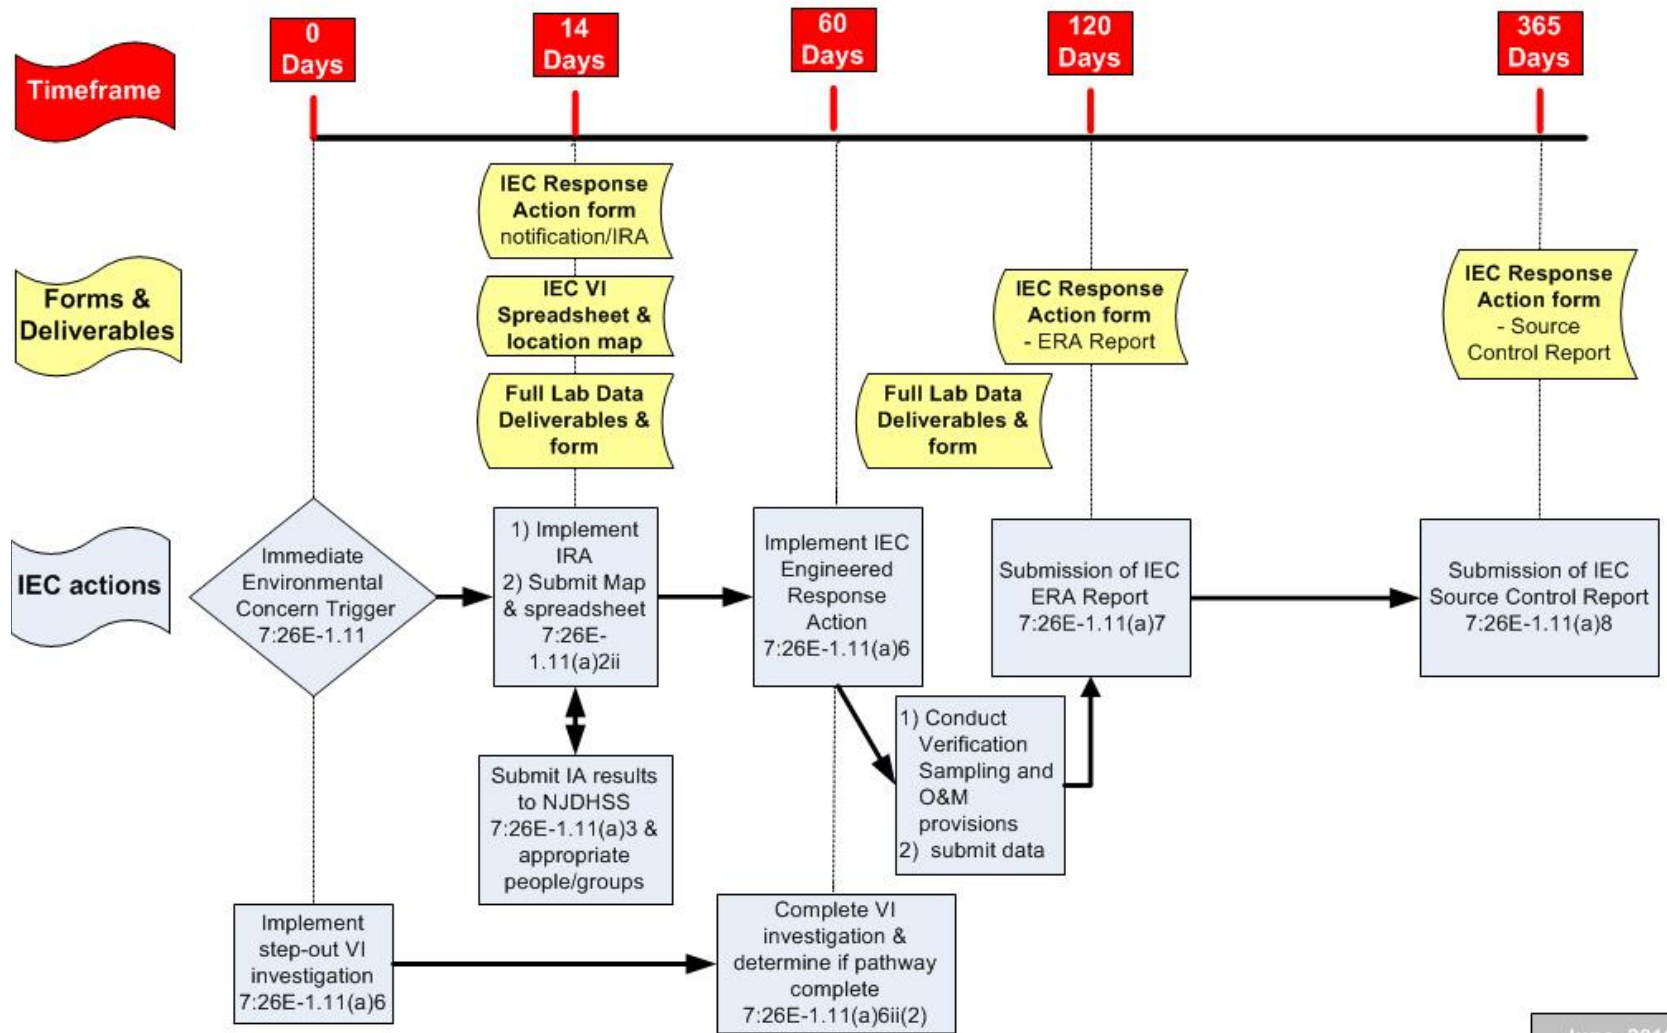 0
Days
14
Days
60
Days
120
Days
365
Days
Timeframe
IEC Response
Action form
notification/IRA
IEC VI
Spreadsheet &
location map
Full Lab Data
Deliverables &
form
Forms &
Deliverables
Full Lab Data
Deliverables &
form
IEC Response
Action form
- ERA Report
IEC Response
Action form
- Source
Control Report
IEC actions
Immediate
Environmental
Concern Trigger
7:26E-1.11
1) Implement
IRA
2) Submit Map
& spreadsheet
7:26E-
1.11(a)2ii
Implement IEC
Engineered
Response
Action
7:26E-1.11(a)6
Submission of IEC
ERA Report
7:26E-1.11(a)7
Submission of IEC
Source Control Report
7:26E-1.11(a)8
Submit IA results
to NJDHSS
7:26E-1.11(a)3 &
appropriate
people/groups
1) Conduct
Verification
Sampling and
O&M
provisions
2) submit data
Implement
step-out VI
investigation
7:26E-1.11(a)6
Complete VI
investigation &
determine if pathway
complete
7:26E-1.11(a)6ii(2)